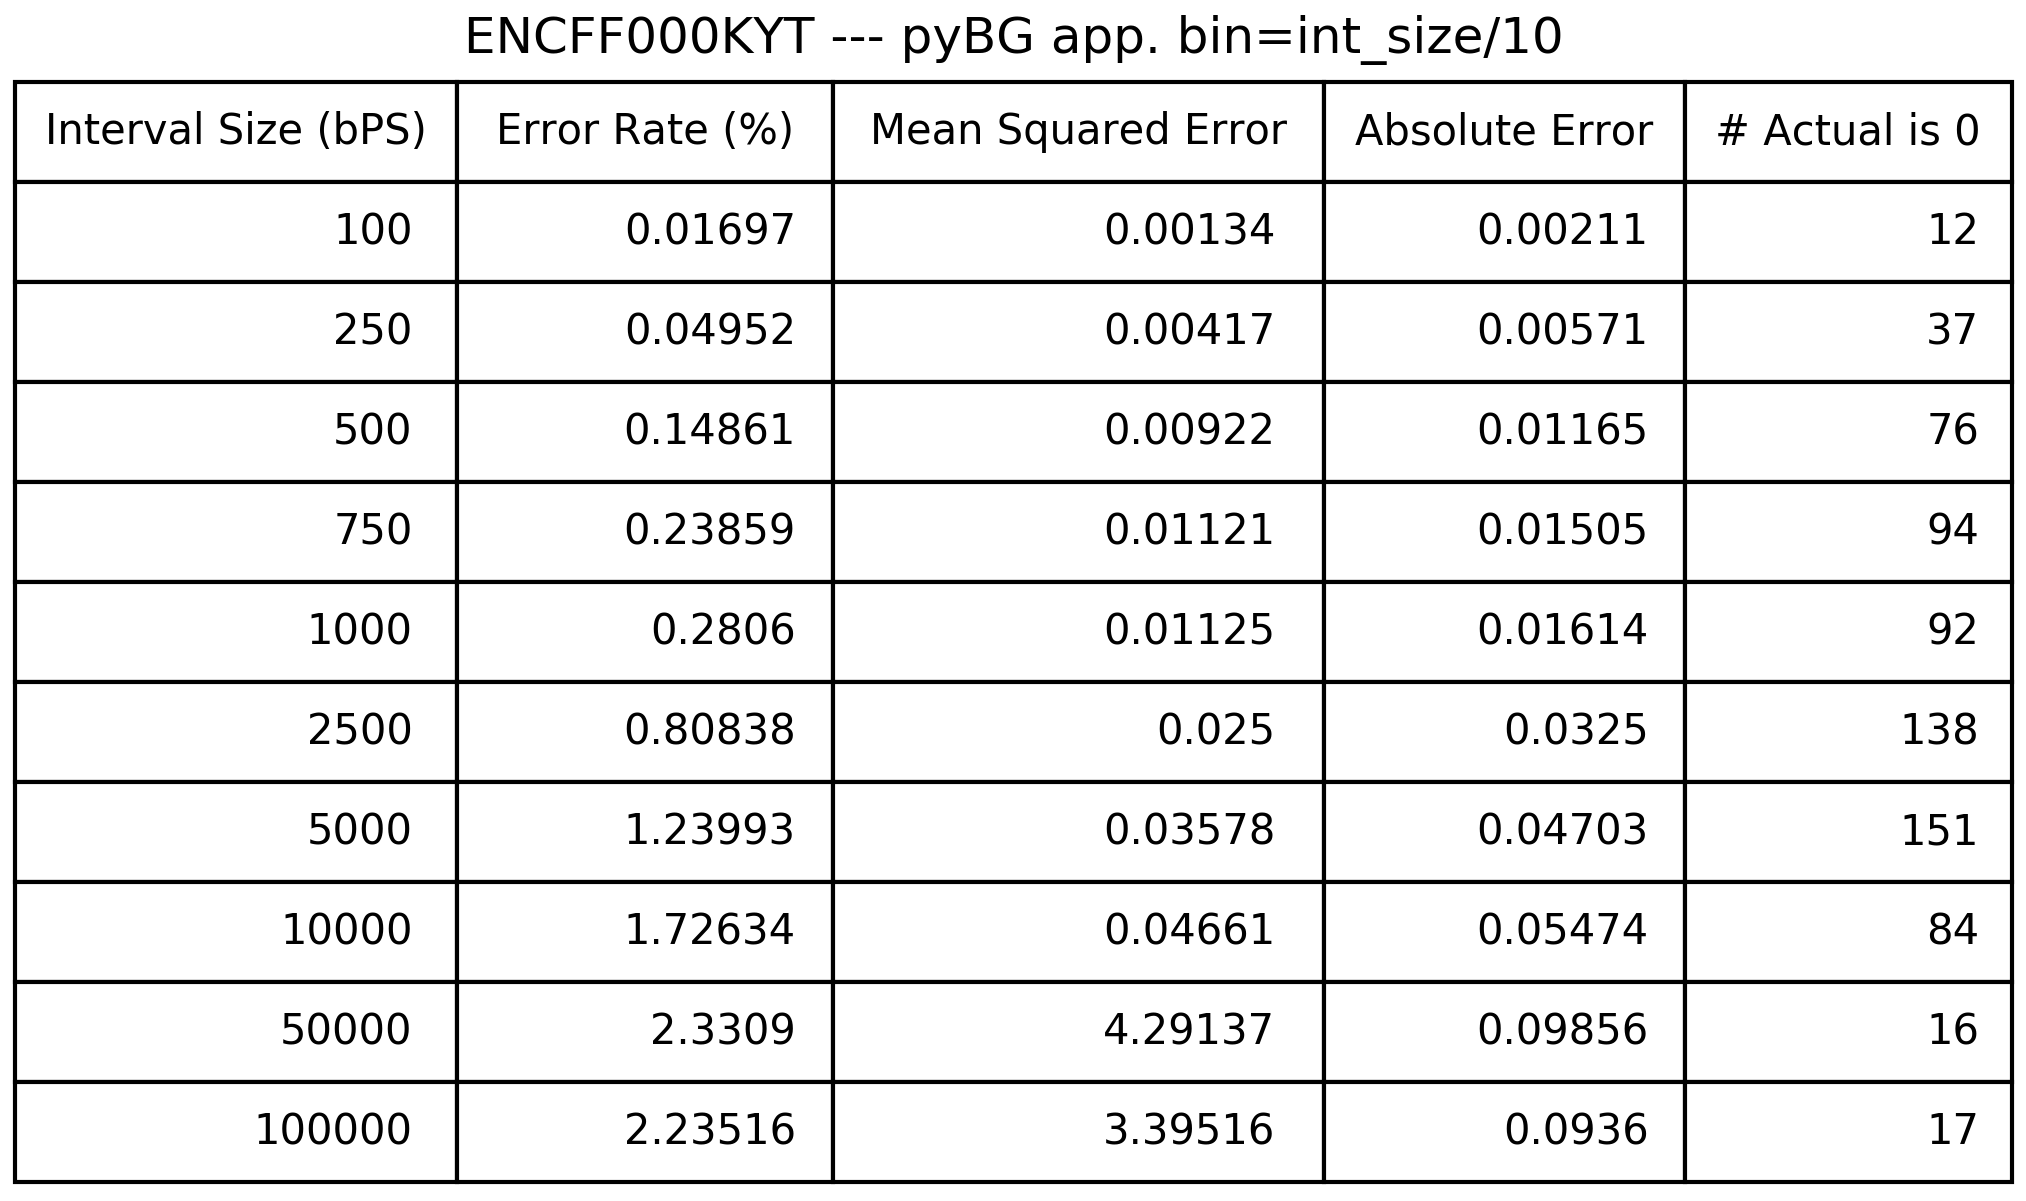 ENCFF000KYT --- pyBG app. bin=int_size/10
Interval Size (bPS) Error Rate (%) Mean Squared Error Absolute Error # Actual is 0
100 0.01697 0.00134 0.00211 12
250 0.04952 0.00417 0.00571 37
500 0.14861 0.00922 0.01165 76
750 0.23859 0.01121 0.01505 94
1000 0.2806 0.01125 0.01614 92
2500 0.80838 0.025 0.0325 138
5000 1.23993 0.03578 0.04703 151
10000 1.72634 0.04661 0.05474 84
50000 2.3309 4.29137 0.09856 16
100000 2.23516 3.39516 0.0936 17